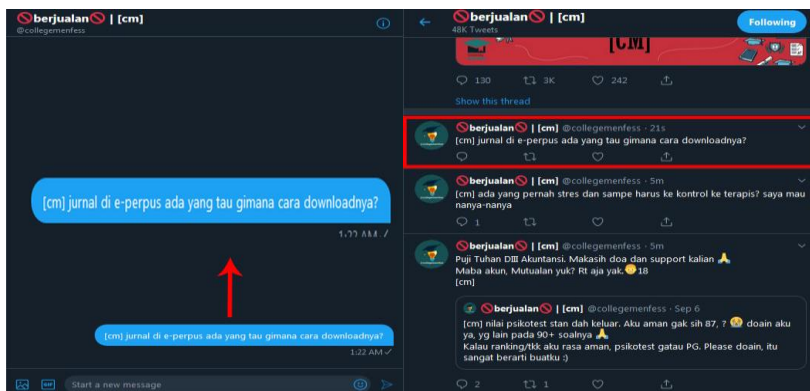 🚫berjualan🚫 | [cm]
@collegemenfess
[cm] jurnal di e-perpus ada yang tau gimana cara downloadnya?
1:22 AM ✓
[cm] jurnal di e-perpus ada yang tau gimana cara downloadnya?
1:22 AM ✓
GIF
Start a new message
🚫berjualan🚫 | [cm]
48K Tweets
Following
[CM]
130 3K 242
Show this thread
🚫berjualan🚫 | [cm] @collegemenfess · 21s
[cm] jurnal di e-perpus ada yang tau gimana cara downloadnya?
🚫berjualan🚫 | [cm] @collegemenfess · 5m
[cm] ada yang pernah stres dan sampe harus ke kontrol ke terapis? saya mau
nanya-nanya
1
🚫berjualan🚫 | [cm] @collegemenfess · 5m
Puji Tuhan DIII Akuntansi. Makasih doa dan support kalian 🙏
Maba akun, Mutualan yuk? Rt aja yak.😶18
[cm]
🚫berjualan🚫 | [cm] @collegemenfess · Sep 6
[cm] nilai psikotest stan dah keluar. Aku aman gak sih 87, ? 😭 doain aku
ya, yg lain pada 90+ soalnya 🙏
Kalau ranking/tkk aku rasa aman, psikotest gatau PG. Please doain, itu
sangat berarti buatku :)
2 1